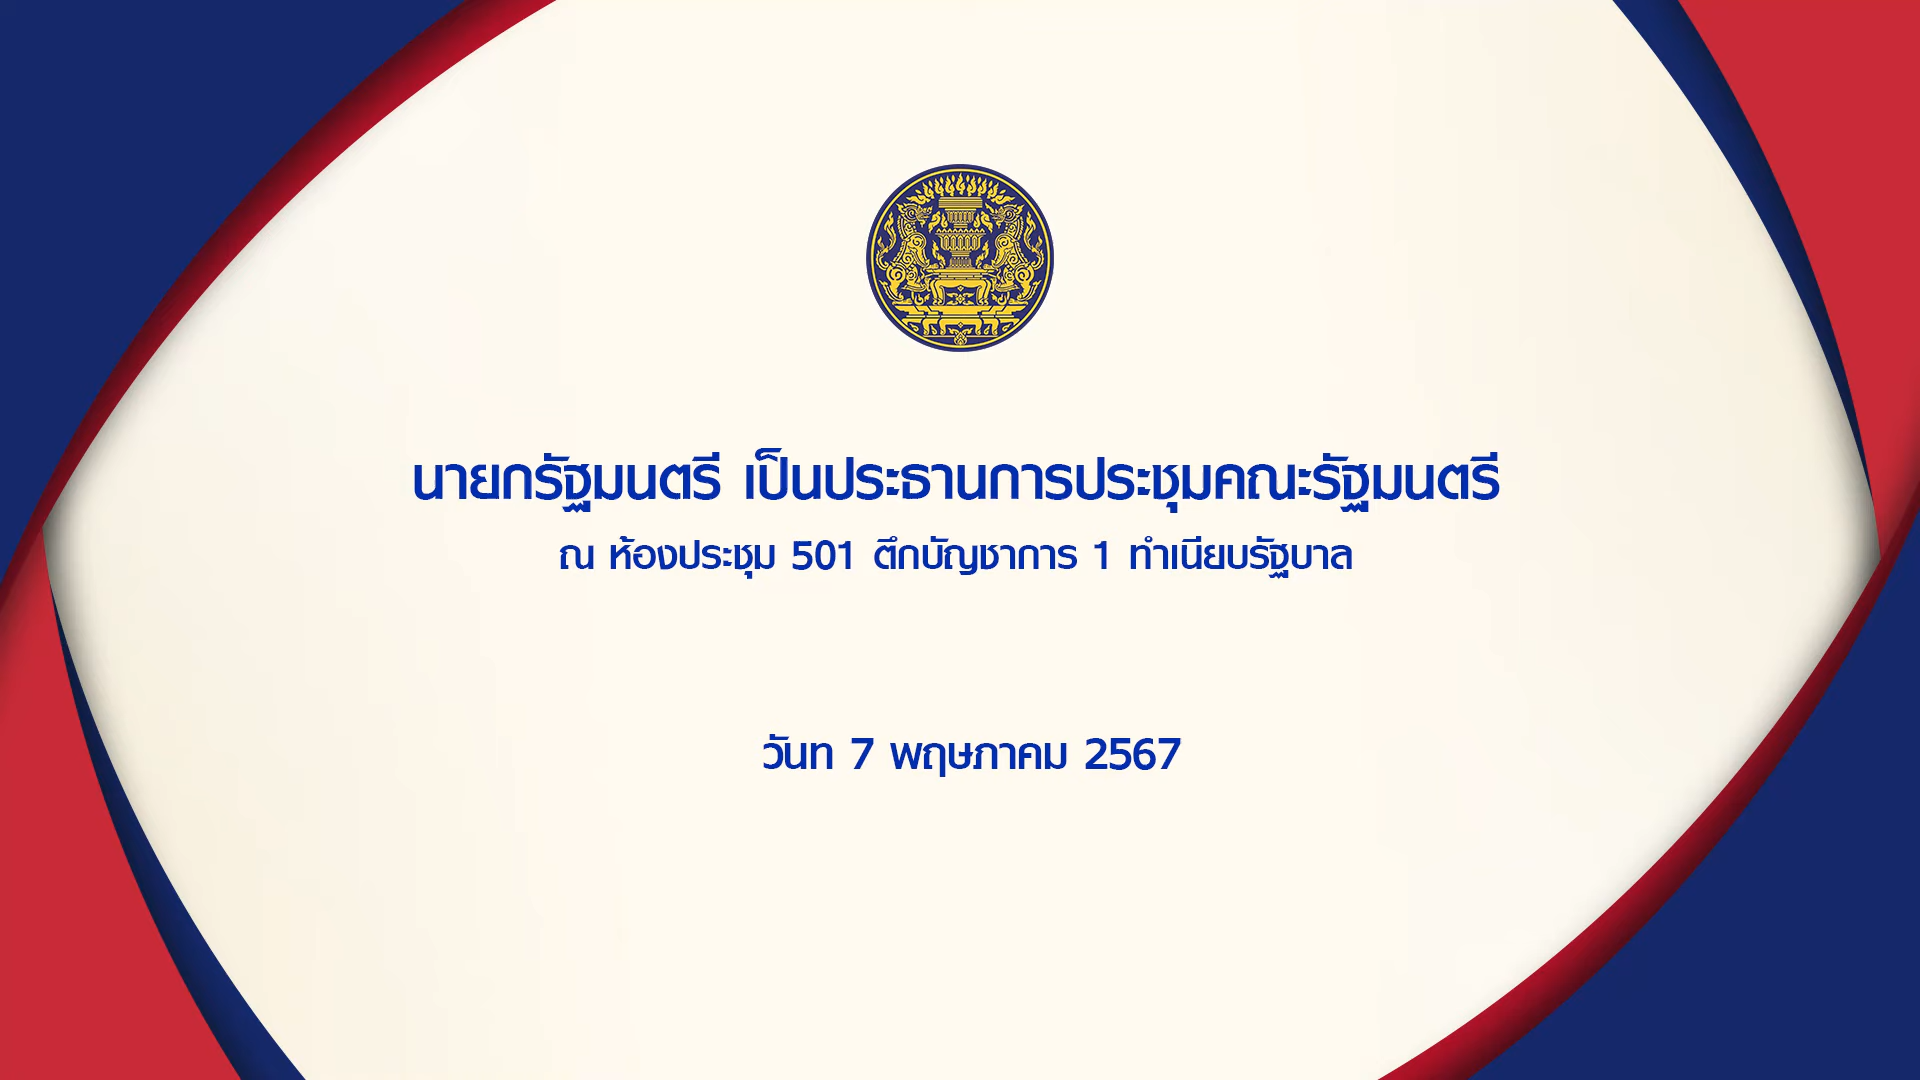 นายกรัฐมนตรี เป็นประธานการประชุมคณะรัฐมนตรี
ณ ห้องประชุม 501 ตึกบัญชาการ 1 ทำเนียบรัฐบาล
วันท 7 พฤษภาคม 2567